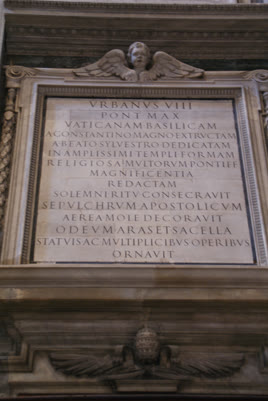 VRBANVS VIII
PONT MAX
VATICANAM BASILICAM
A CONSTANTINO MAGNO EXTRVCTAM
A BEATO SYLVESTRO DEDICATAM
IN AMPLISSIMI TEMPLI FORMAM
RELIGIOSA MVLTORVM PONTIFF
MAGNIFICENTIA
REDACTAM
SOLEMNI RITV CONSECRAVIT
SEPVLCHRVM APOSTOLICVM
AEREA MOLE DECORAVIT
ODEVM ARAS ET SACELLA
STATVIS AC MVLTIPLICIBVS OPERIBVS
ORNAVIT